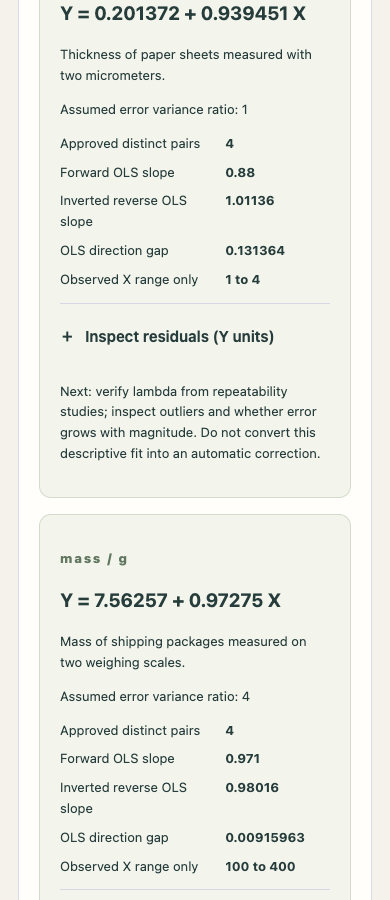 Y = 0.201372 + 0.939451 X
Thickness of paper sheets measured with
two micrometers.
Assumed error variance ratio: 1
Approved distinct pairs 4
Forward OLS slope 0.88
Inverted reverse OLS
slope 1.01136
OLS direction gap 0.131364
Observed X range only 1 to 4
+ Inspect residuals (Y units)
Next: verify lambda from repeatability
studies; inspect outliers and whether error
grows with magnitude. Do not convert this
descriptive fit into an automatic correction.
mass / g
Y = 7.56257 + 0.97275 X
Mass of shipping packages measured on
two weighing scales.
Assumed error variance ratio: 4
Approved distinct pairs 4
Forward OLS slope 0.971
Inverted reverse OLS
slope 0.98016
OLS direction gap 0.00915963
Observed X range only 100 to 400